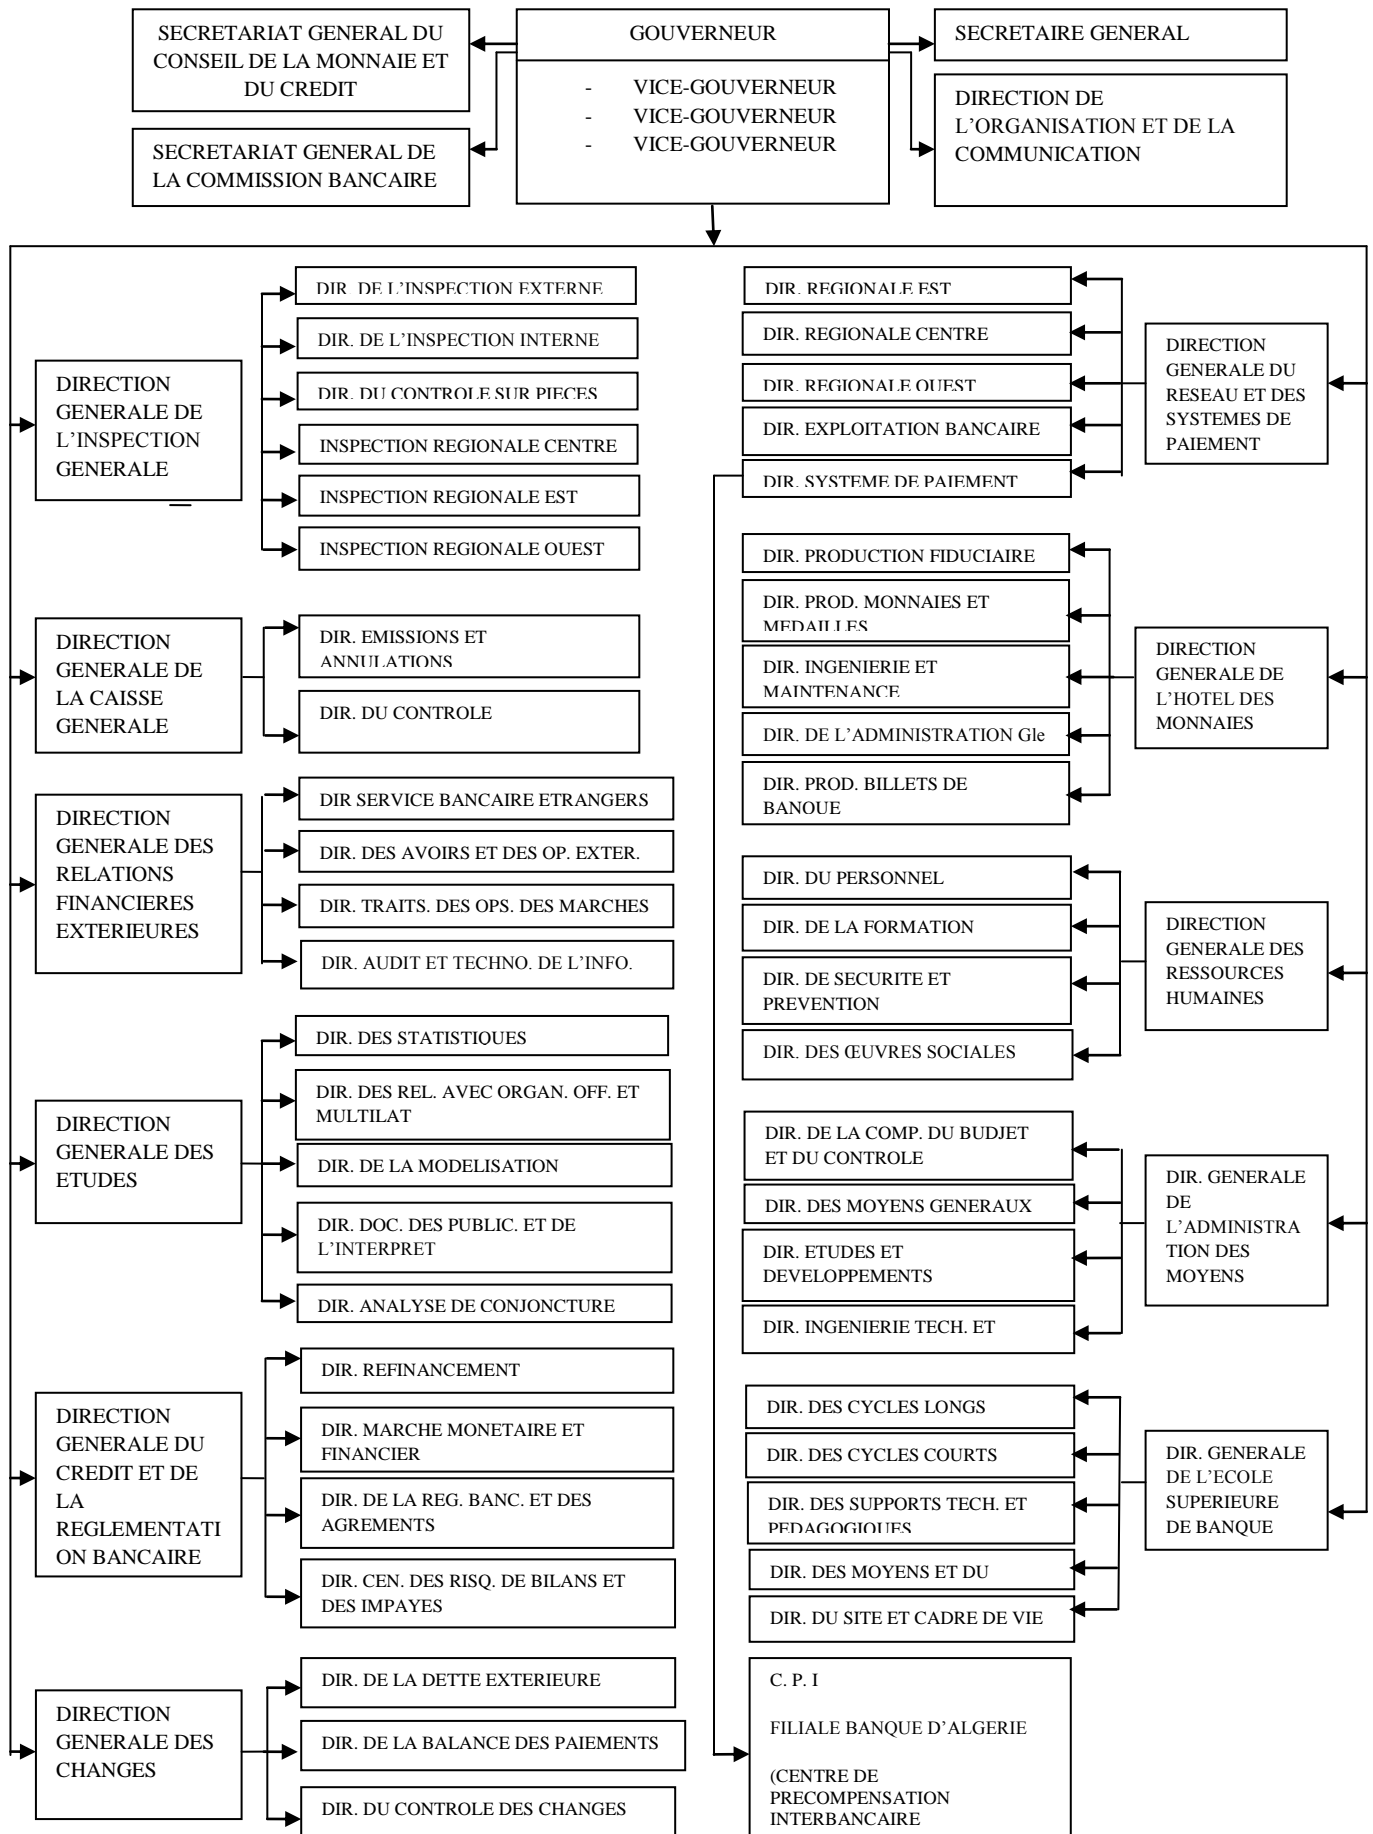 SECRETARIAT GENERAL DU
CONSEIL DE LA MONNAIE ET
DU CREDIT
SECRETARIAT GENERAL DE
LA COMMISSION BANCAIRE
GOUVERNEUR
- VICE-GOUVERNEUR
- VICE-GOUVERNEUR
- VICE-GOUVERNEUR
SECRETAIRE GENERAL
DIRECTION DE
L’ORGANISATION ET DE LA
COMMUNICATION
DIRECTION
GENERALE DE
L’INSPECTION
GENERALE
DIR. DE L’INSPECTION EXTERNE
DIR. DE L’INSPECTION INTERNE
DIR. DU CONTROLE SUR PIECES
INSPECTION REGIONALE CENTRE
INSPECTION REGIONALE EST
INSPECTION REGIONALE OUEST
DIRECTION
GENERALE DE
LA CAISSE
GENERALE
DIR. EMISSIONS ET
ANNULATIONS
DIR. DU CONTROLE
DIRECTION
GENERALE DES
RELATIONS
FINANCIERES
EXTERIEURES
DIR SERVICE BANCAIRE ETRANGERS
DIR. DES AVOIRS ET DES OP. EXTER.
DIR. TRAITS. DES OPS. DES MARCHES
DIR. AUDIT ET TECHNO. DE L’INFO.
DIRECTION
GENERALE DES
ETUDES
DIR. DES STATISTIQUES
DIR. DES REL. AVEC ORGAN. OFF. ET
MULTILAT
DIR. DE LA MODELISATION
DIR. DOC. DES PUBLIC. ET DE
L’INTERPRET
DIR. ANALYSE DE CONJONCTURE
DIRECTION
GENERALE DU
CREDIT ET DE
LA
REGLEMENTATI
ON BANCAIRE
DIR. REFINANCEMENT
DIR. MARCHE MONETAIRE ET
FINANCIER
DIR. DE LA REG. BANC. ET DES
AGREMENTS
DIR. CEN. DES RISQ. DE BILANS ET
DES IMPAYES
DIRECTION
GENERALE DES
CHANGES
DIR. DE LA DETTE EXTERIEURE
DIR. DE LA BALANCE DES PAIEMENTS
DIR. DU CONTROLE DES CHANGES
DIR. REGIONALE EST
DIR. REGIONALE CENTRE
DIR. REGIONALE OUEST
DIR. EXPLOITATION BANCAIRE
DIR. SYSTEME DE PAIEMENT
DIRECTION
GENERALE DU
RESEAU ET DES
SYSTEMES DE
PAIEMENT
DIR. PRODUCTION FIDUCIAIRE
DIR. PROD. MONNAIES ET
MEDAILLES
DIR. INGENIERIE ET
MAINTENANCE
DIR. DE L’ADMINISTRATION Gle
DIR. PROD. BILLETS DE
BANQUE
DIRECTION
GENERALE DE
L’HOTEL DES
MONNAIES
DIR. DU PERSONNEL
DIR. DE LA FORMATION
DIR. DE SECURITE ET
PREVENTION
DIR. DES ŒUVRES SOCIALES
DIRECTION
GENERALE DES
RESSOURCES
HUMAINES
DIR. DE LA COMP. DU BUDJET
ET DU CONTROLE
DIR. DES MOYENS GENERAUX
DIR. ETUDES ET
DEVELOPPEMENTS
DIR. INGENIERIE TECH. ET
DIR. GENERALE
DE
L’ADMINISTRA
TION DES
MOYENS
DIR. DES CYCLES LONGS
DIR. DES CYCLES COURTS
DIR. DES SUPPORTS TECH. ET
PEDAGOGIQUES
DIR. DES MOYENS ET DU
DIR. DU SITE ET CADRE DE VIE
DIR. GENERALE
DE L’ECOLE
SUPERIEURE
DE BANQUE
C. P. I
FILIALE BANQUE D’ALGERIE
(CENTRE DE
PRECOMPENSATION
INTERBANCAIRE